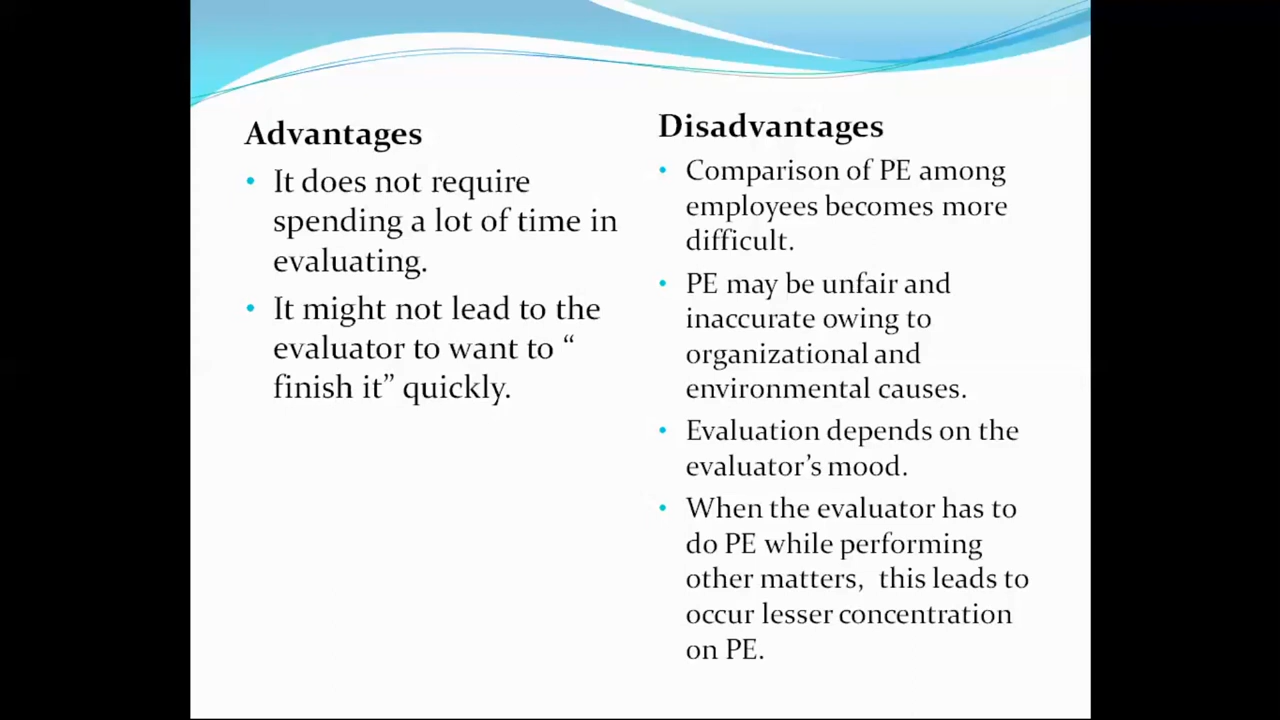 Advantages
• It does not require
spending a lot of time in
evaluating.
• It might not lead to the
evaluator to want to “
finish it” quickly.
Disadvantages
• Comparison of PE among
employees becomes more
difficult.
• PE may be unfair and
inaccurate owing to
organizational and
environmental causes.
• Evaluation depends on the
evaluator’s mood.
• When the evaluator has to
do PE while performing
other matters, this leads to
occur lesser concentration
on PE.